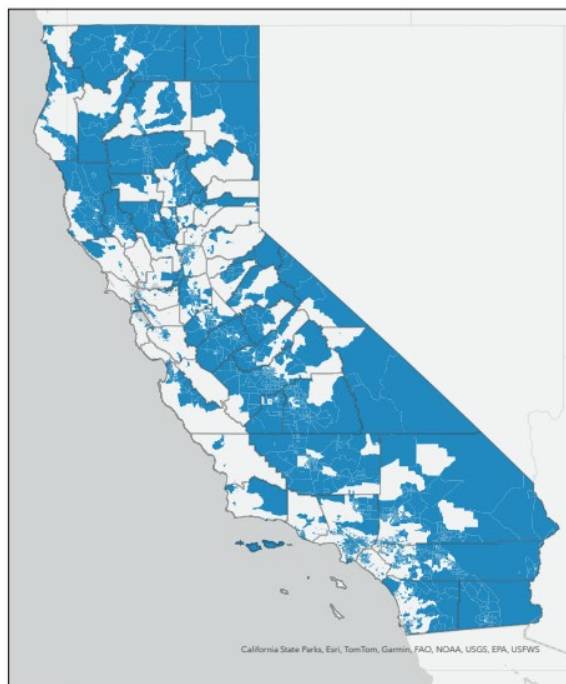 California State Parks, Esri, TomTom, Garmin, FAO, NOAA, USGS, EPA, USFWS